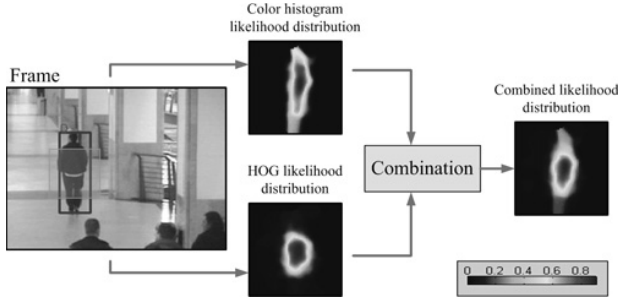 Color histogram
likelihood distribution
Frame
Combined likelihood
distribution
Combination
HOG likelihood
distribution
0 0.2 0.4 0.6 0.8